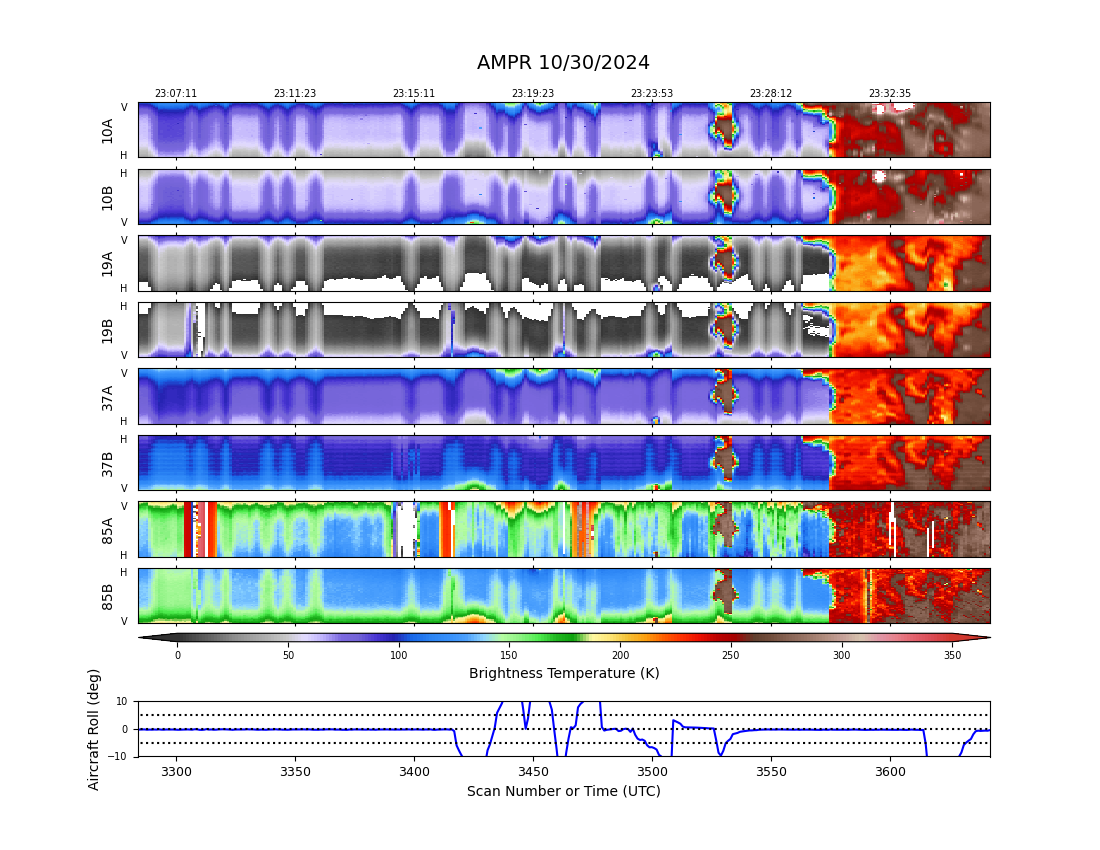 AMPR 10/30/2024
23:07:11 23:11:23 23:15:11 23:19:23 23:23:53 23:28:12 23:32:35
V
10A
H
H
10B
V
V
19A
H
H
19B
V
V
37A
H
H
37B
V
V
85A
H
H
85B
V
0 50 100 150 200 250 300 350
Brightness Temperature (K)
Aircraft Roll (deg)
10
0
−10
3300 3350 3400 3450 3500 3550 3600
Scan Number or Time (UTC)